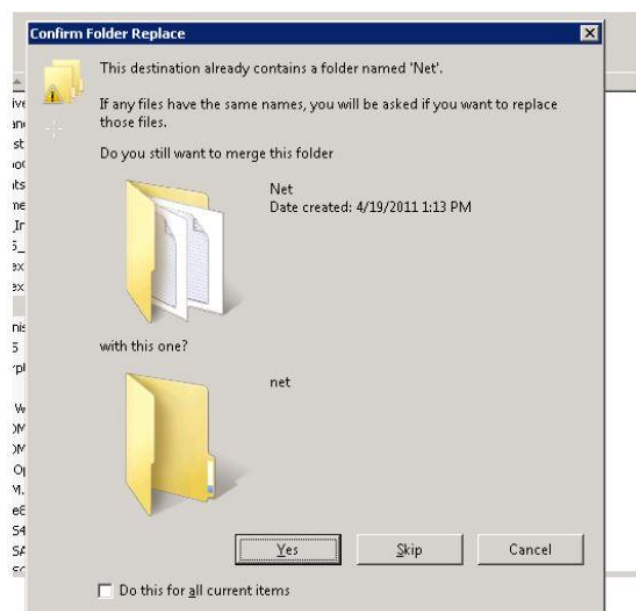 Confirm Folder Replace
This destination already contains a folder named 'Net'.
If any files have the same names, you will be asked if you want to replace
those files.
Do you still want to merge this folder
Net
Date created: 4/19/2011 1:13 PM
with this one?
net
Yes
Skip
Cancel
Do this for all current items